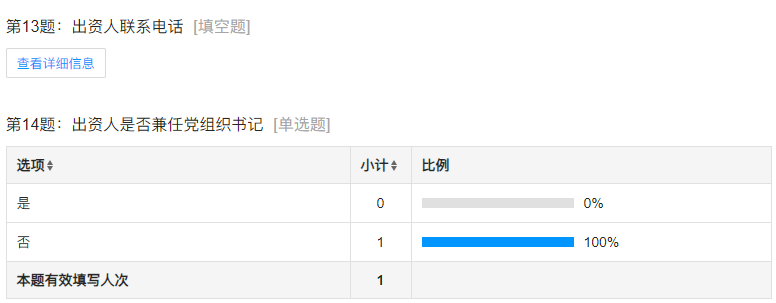 第13题：出资人联系电话 [填空题]
查看详细信息
第14题：出资人是否兼任党组织书记 [单选题]
选项 小计 比例
是 0 0%
否 1 100%
本题有效填写人次 1